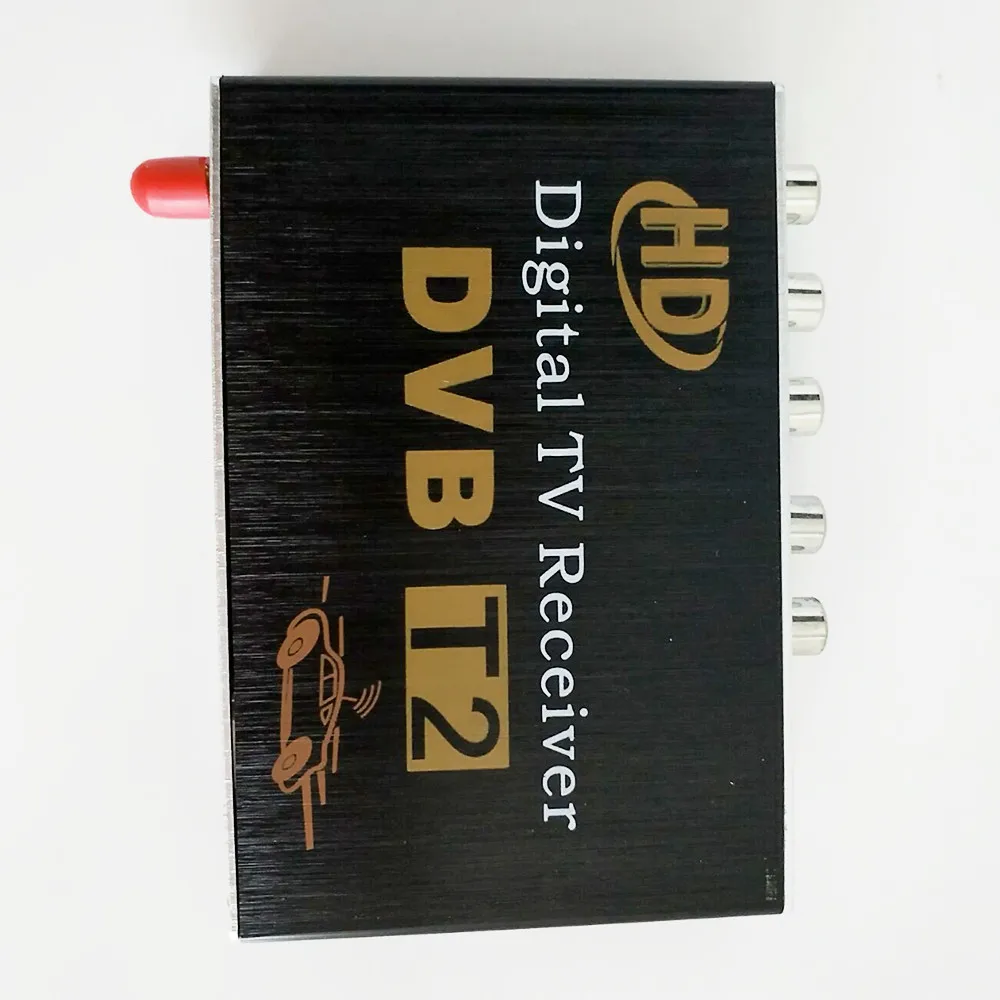 HD
Digital TV Receiver
DVB T2